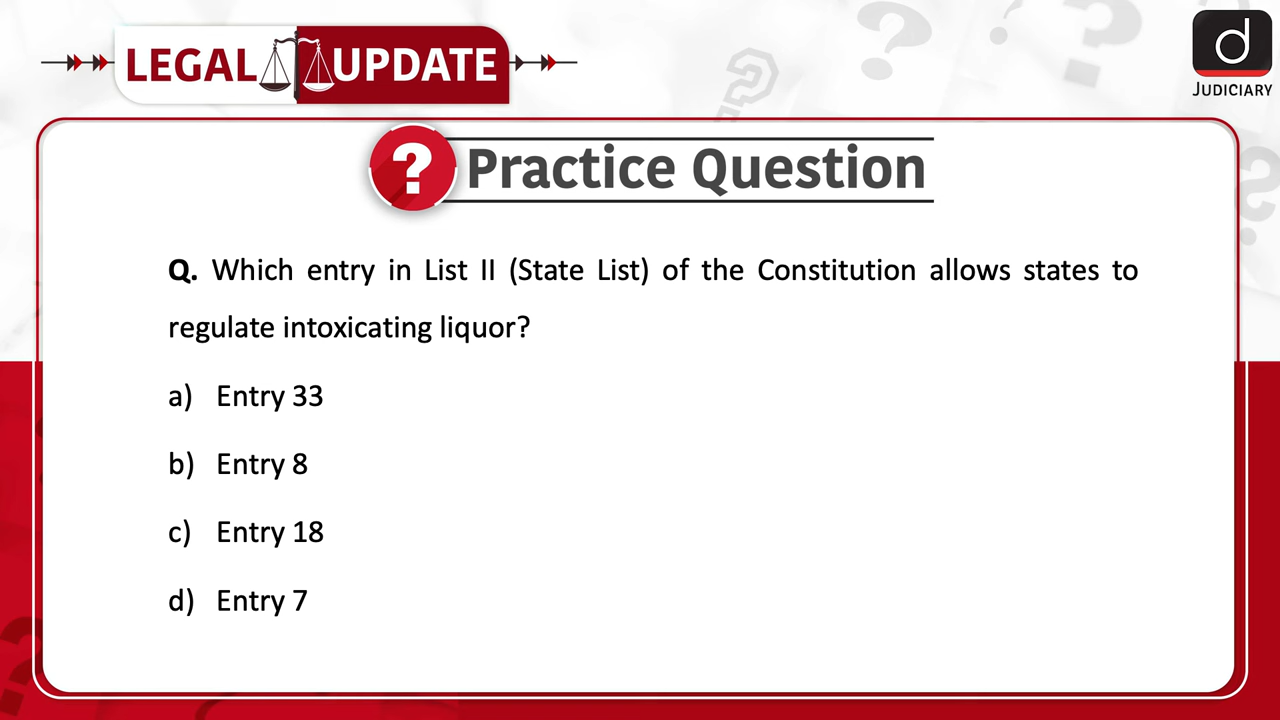 LEGAL UPDATE
d
JUDICIARY
? Practice Question
Q. Which entry in List II (State List) of the Constitution allows states to
regulate intoxicating liquor?
a) Entry 33
b) Entry 8
c) Entry 18
d) Entry 7